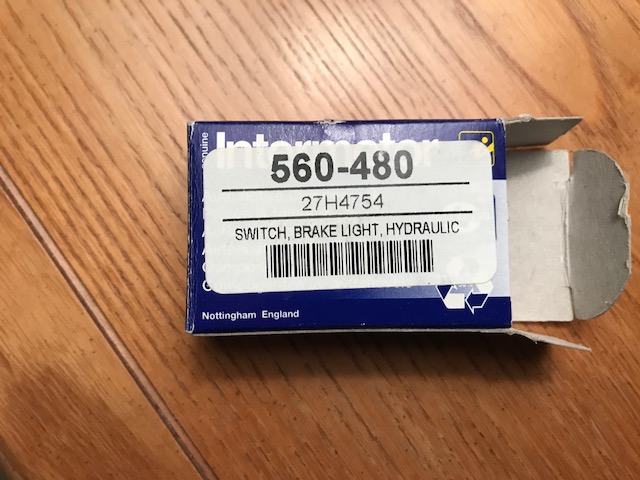 Intermotor
560-480
27H4754
SWITCH, BRAKE LIGHT, HYDRAULIC
Nottingham England